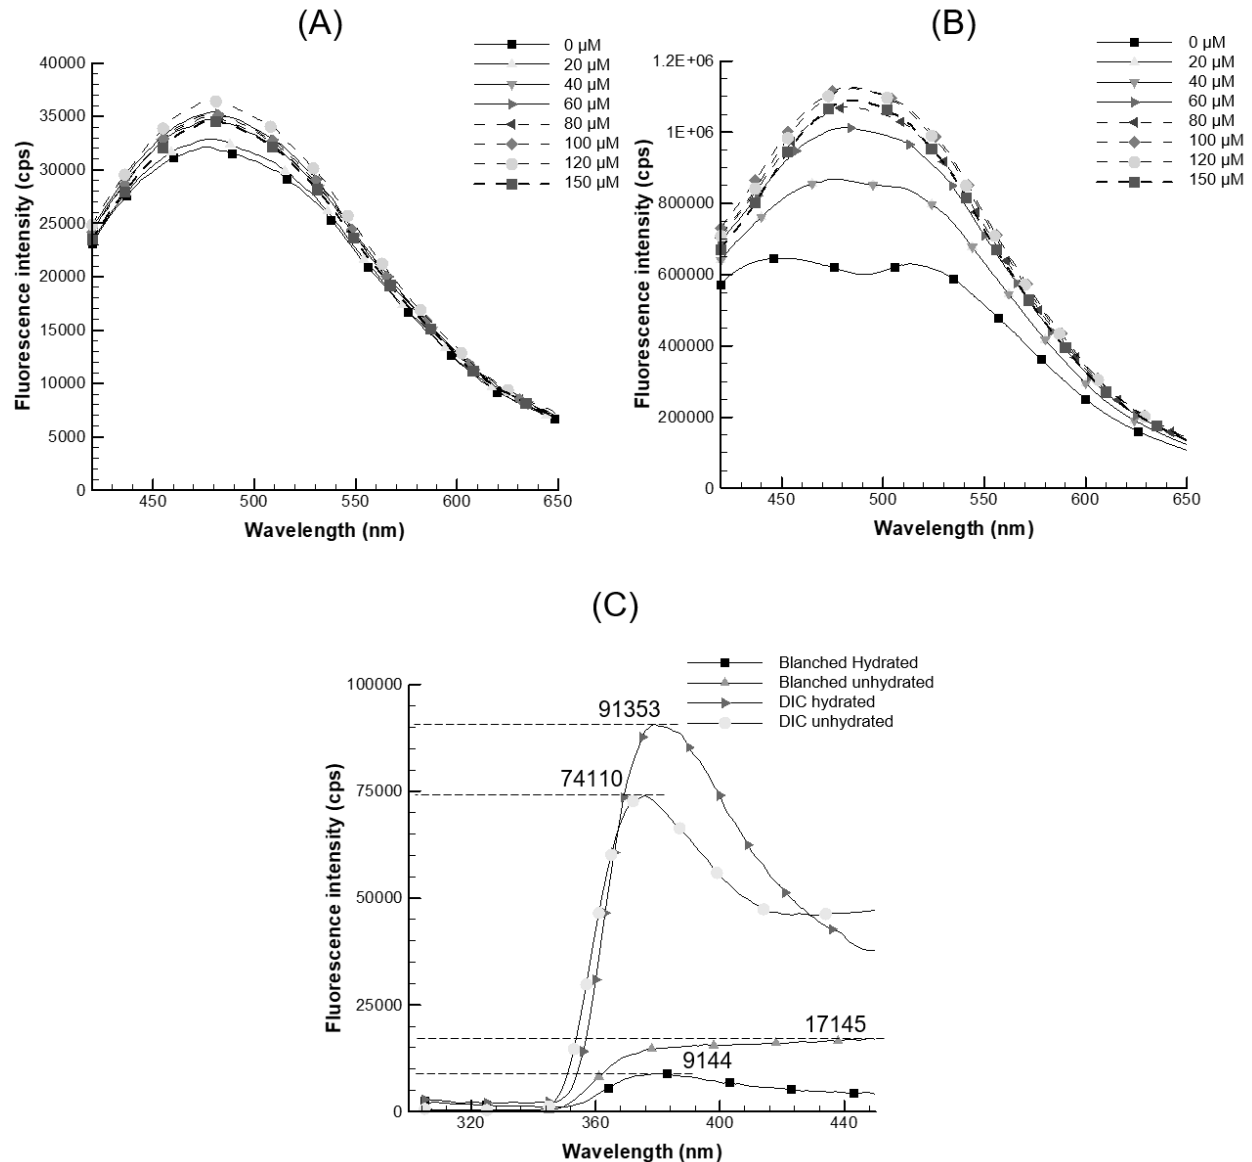 (A)
0 µM
20 µM
40 µM
60 µM
80 µM
100 µM
120 µM
150 µM
40000
35000
30000
25000
20000
15000
10000
5000
0
450 500 550 600 650
Fluorescence intensity (cps)
Wavelength (nm)
(B)
0 µM
20 µM
40 µM
60 µM
80 µM
100 µM
120 µM
150 µM
1.2E+06
1E+06
800000
600000
400000
200000
0
450 500 550 600 650
Fluorescence intensity (cps)
Wavelength (nm)
(C)
Blanched Hydrated
Blanched unhydrated
DIC hydrated
DIC unhydrated
100000
75000
50000
25000
0
91353
74110
17145
9144
320 360 400 440
Fluorescence intensity (cps)
Wavelength (nm)